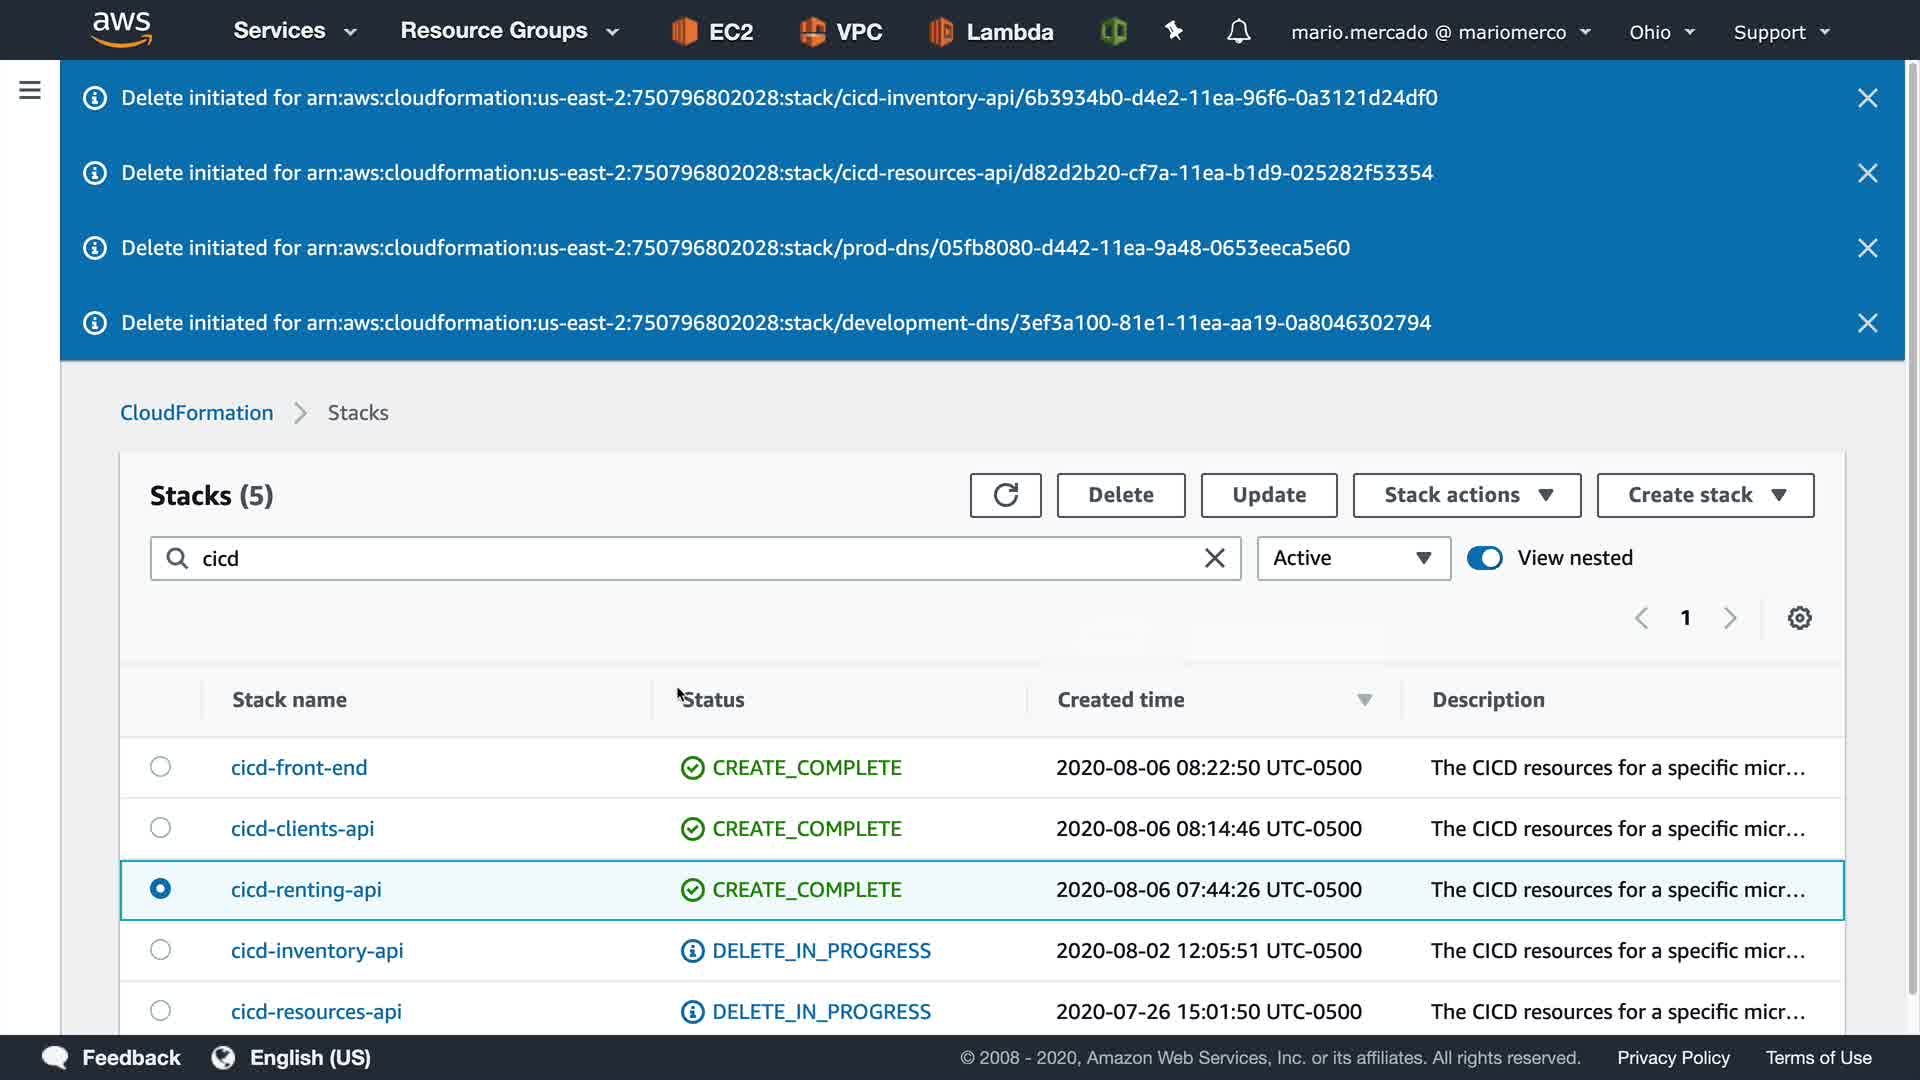 aws Services Resource Groups EC2 VPC Lambda mario.mercado @ mariomerco Ohio Support
Delete initiated for arn:aws:cloudformation:us-east-2:750796802028:stack/cicd-inventory-api/6b3934b0-d4e2-11ea-96f6-0a3121d24df0
Delete initiated for arn:aws:cloudformation:us-east-2:750796802028:stack/cicd-resources-api/d82d2b20-cf7a-11ea-b1d9-025282f53354
Delete initiated for arn:aws:cloudformation:us-east-2:750796802028:stack/prod-dns/05fb8080-d442-11ea-9a48-0653eeca5e60
Delete initiated for arn:aws:cloudformation:us-east-2:750796802028:stack/development-dns/3ef3a100-81e1-11ea-aa19-0a8046302794
CloudFormation Stacks
Stacks (5) Delete Update Stack actions Create stack
cicd Active View nested
1
Stack name Status Created time Description
cicd-front-end CREATE_COMPLETE 2020-08-06 08:22:50 UTC-0500 The CICD resources for a specific micr...
cicd-clients-api CREATE_COMPLETE 2020-08-06 08:14:46 UTC-0500 The CICD resources for a specific micr...
cicd-renting-api CREATE_COMPLETE 2020-08-06 07:44:26 UTC-0500 The CICD resources for a specific micr...
cicd-inventory-api DELETE_IN_PROGRESS 2020-08-02 12:05:51 UTC-0500 The CICD resources for a specific micr...
cicd-resources-api DELETE_IN_PROGRESS 2020-07-26 15:01:50 UTC-0500 The CICD resources for a specific micr...
Feedback English (US) © 2008 - 2020, Amazon Web Services, Inc. or its affiliates. All rights reserved. Privacy Policy Terms of Use